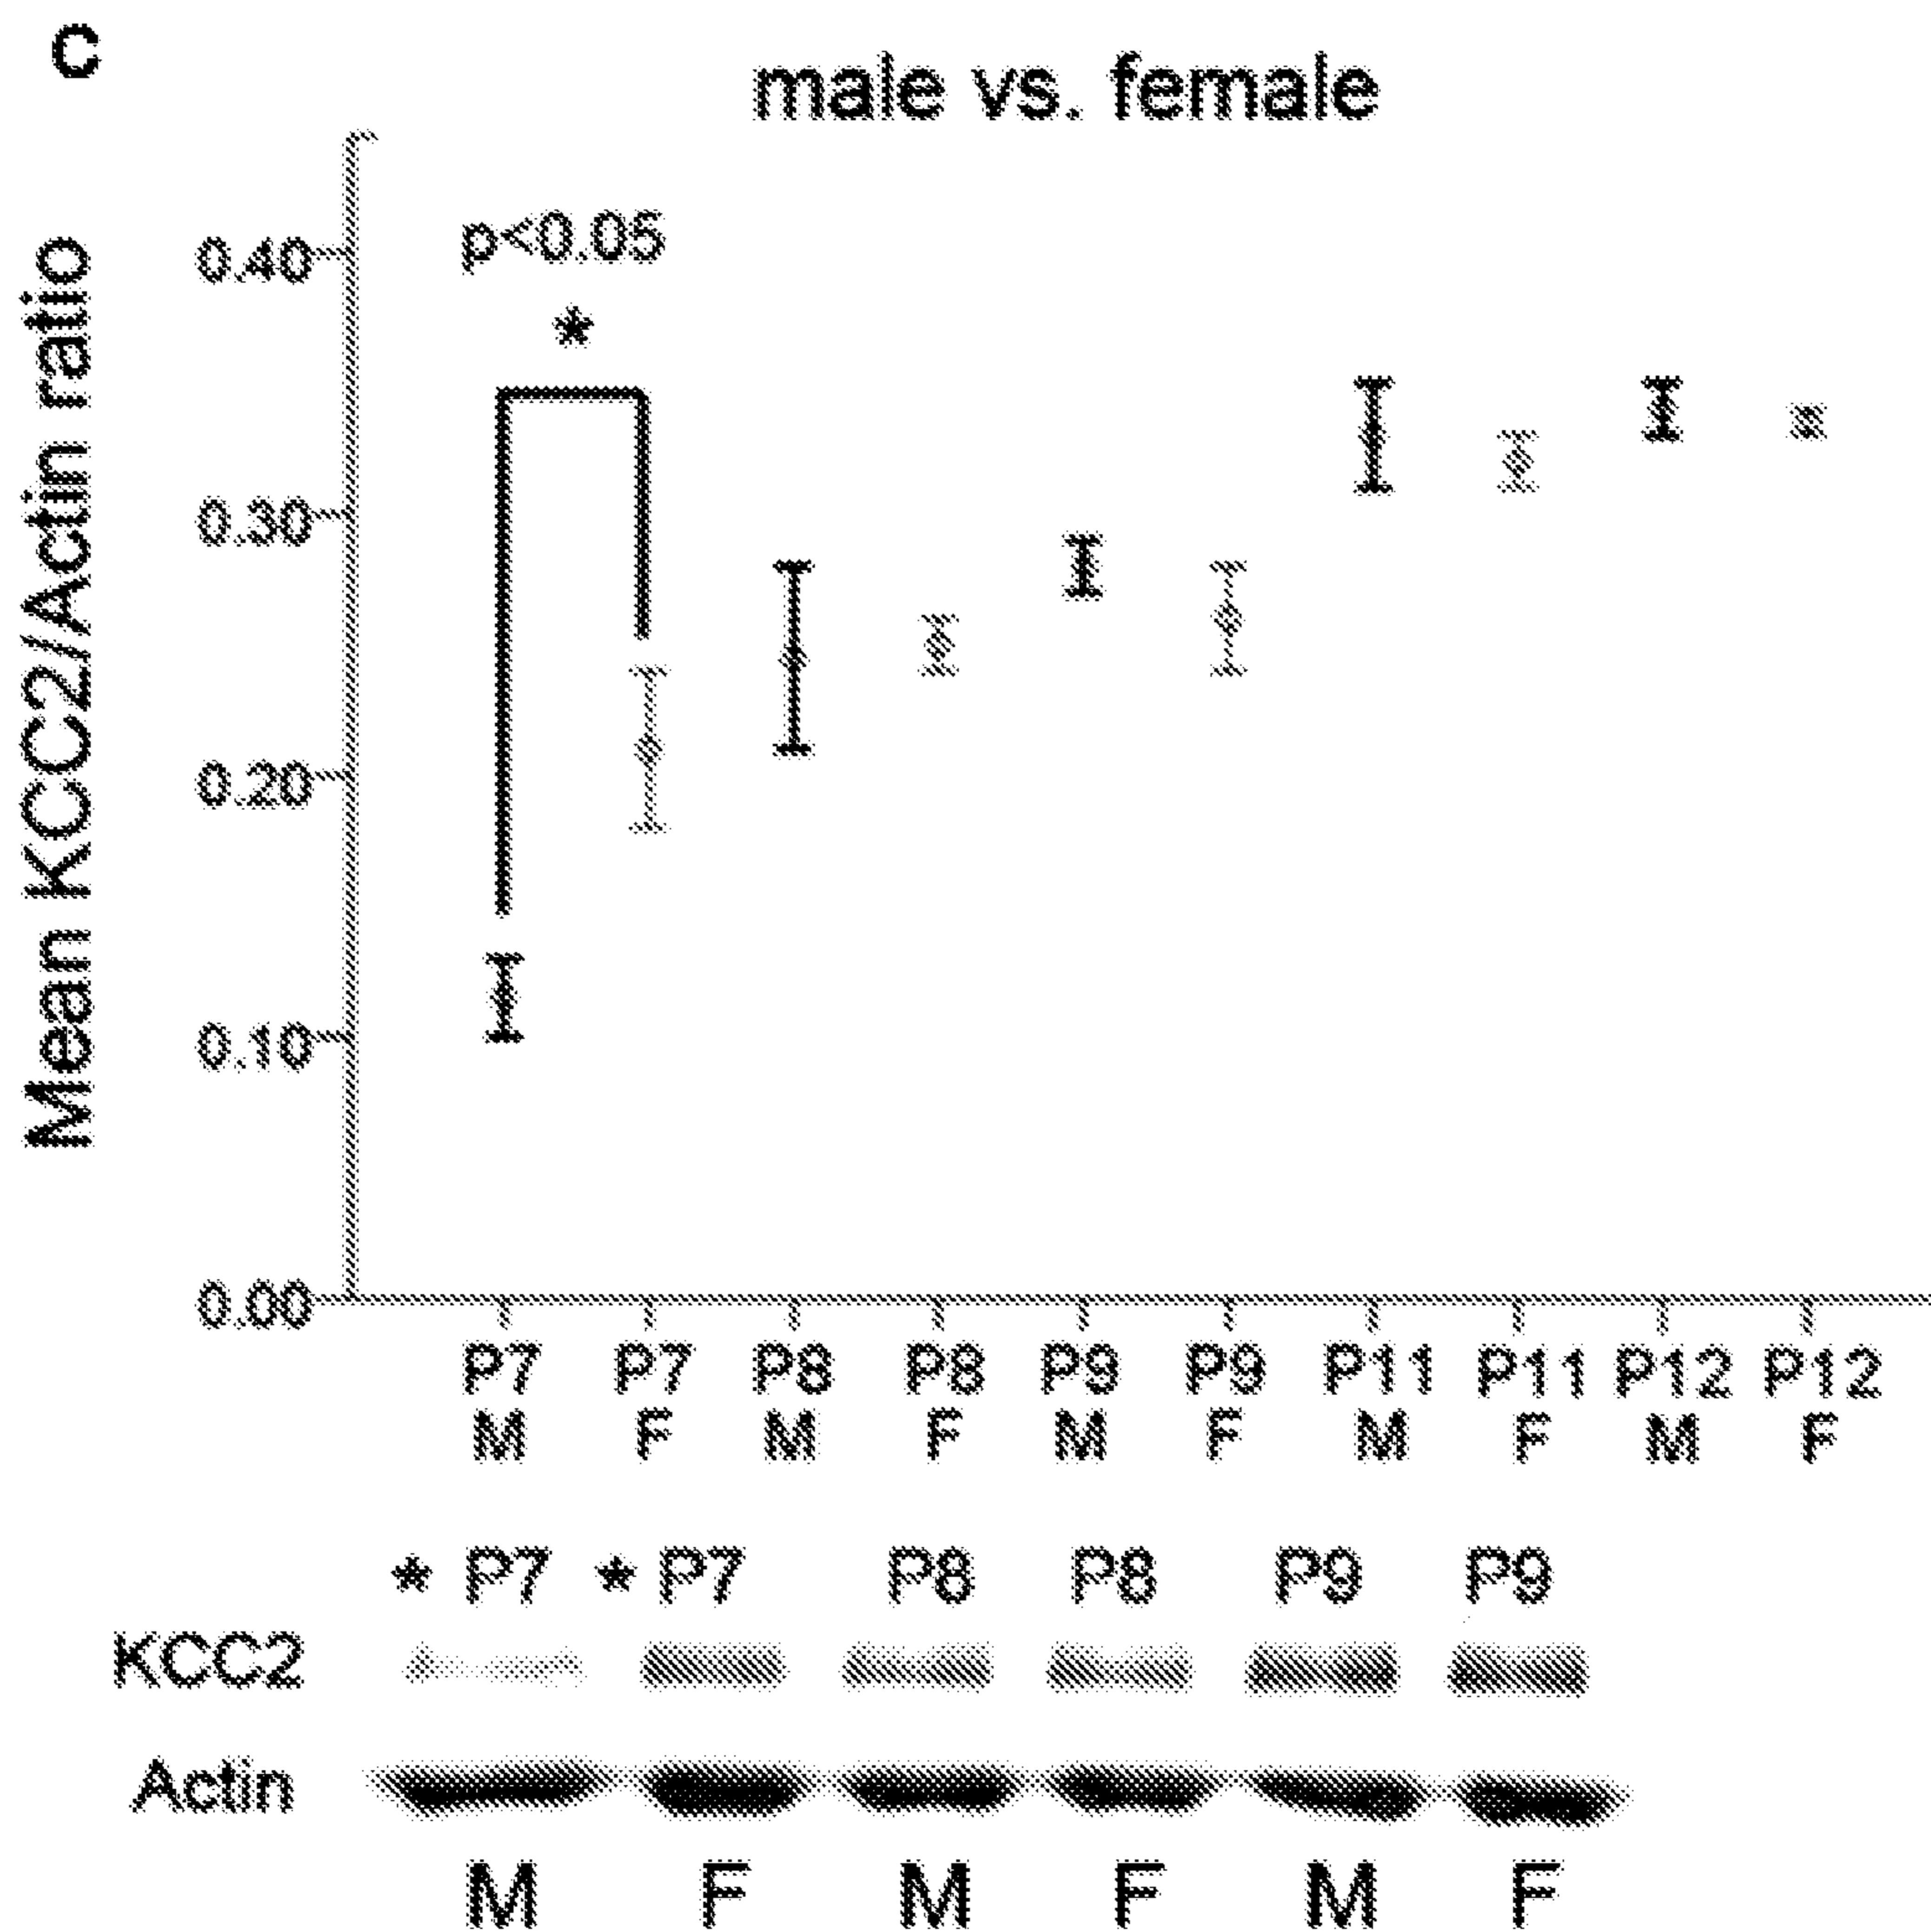 C
male vs. female
Mean KCC2/Actin ratio
p<0.05
*
0.40
0.30
0.20
0.10
0.00
P7 P7 P8 P8 P9 P9 P11 P11 P12 P12
M F M F M F M F M F
* P7 * P7 P8 P8 P9 P9
KCC2
Actin
M F M F M F